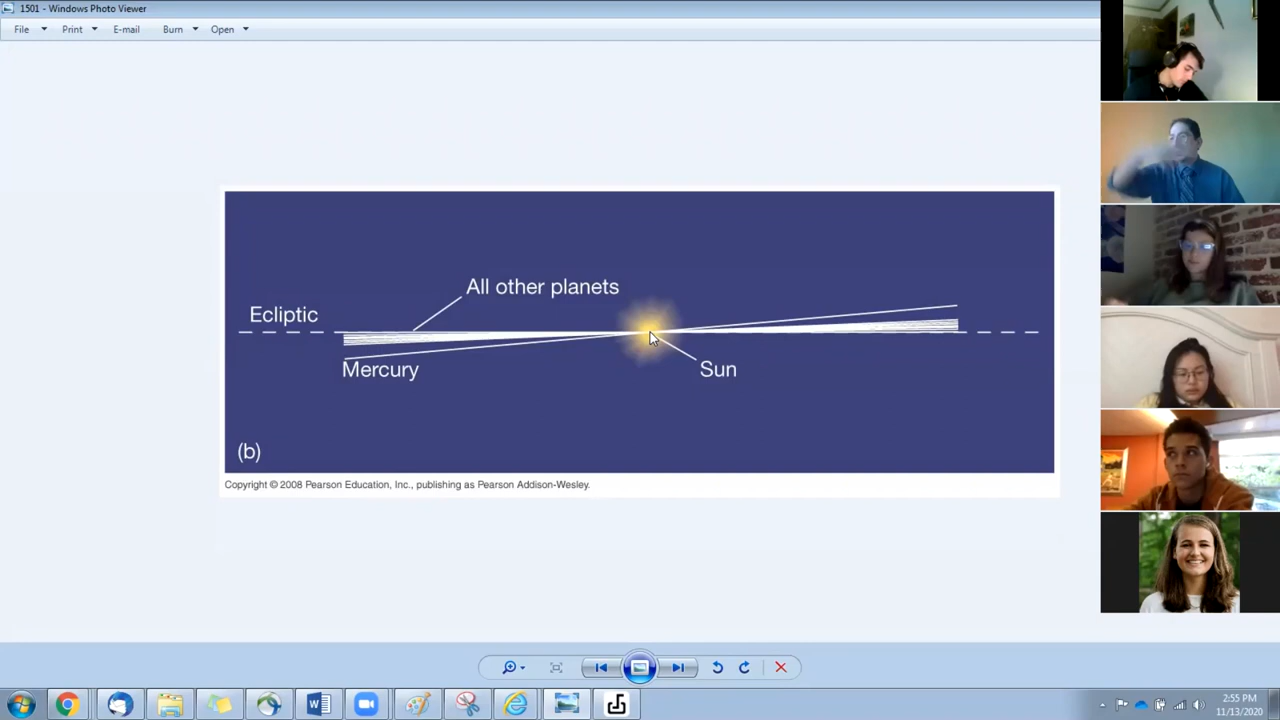 1501 - Windows Photo Viewer
File Print E-mail Burn Open
All other planets
Ecliptic
Mercury
Sun
(b)
Copyright © 2008 Pearson Education, Inc., publishing as Pearson Addison-Wesley.
2:55 PM
11/13/2020